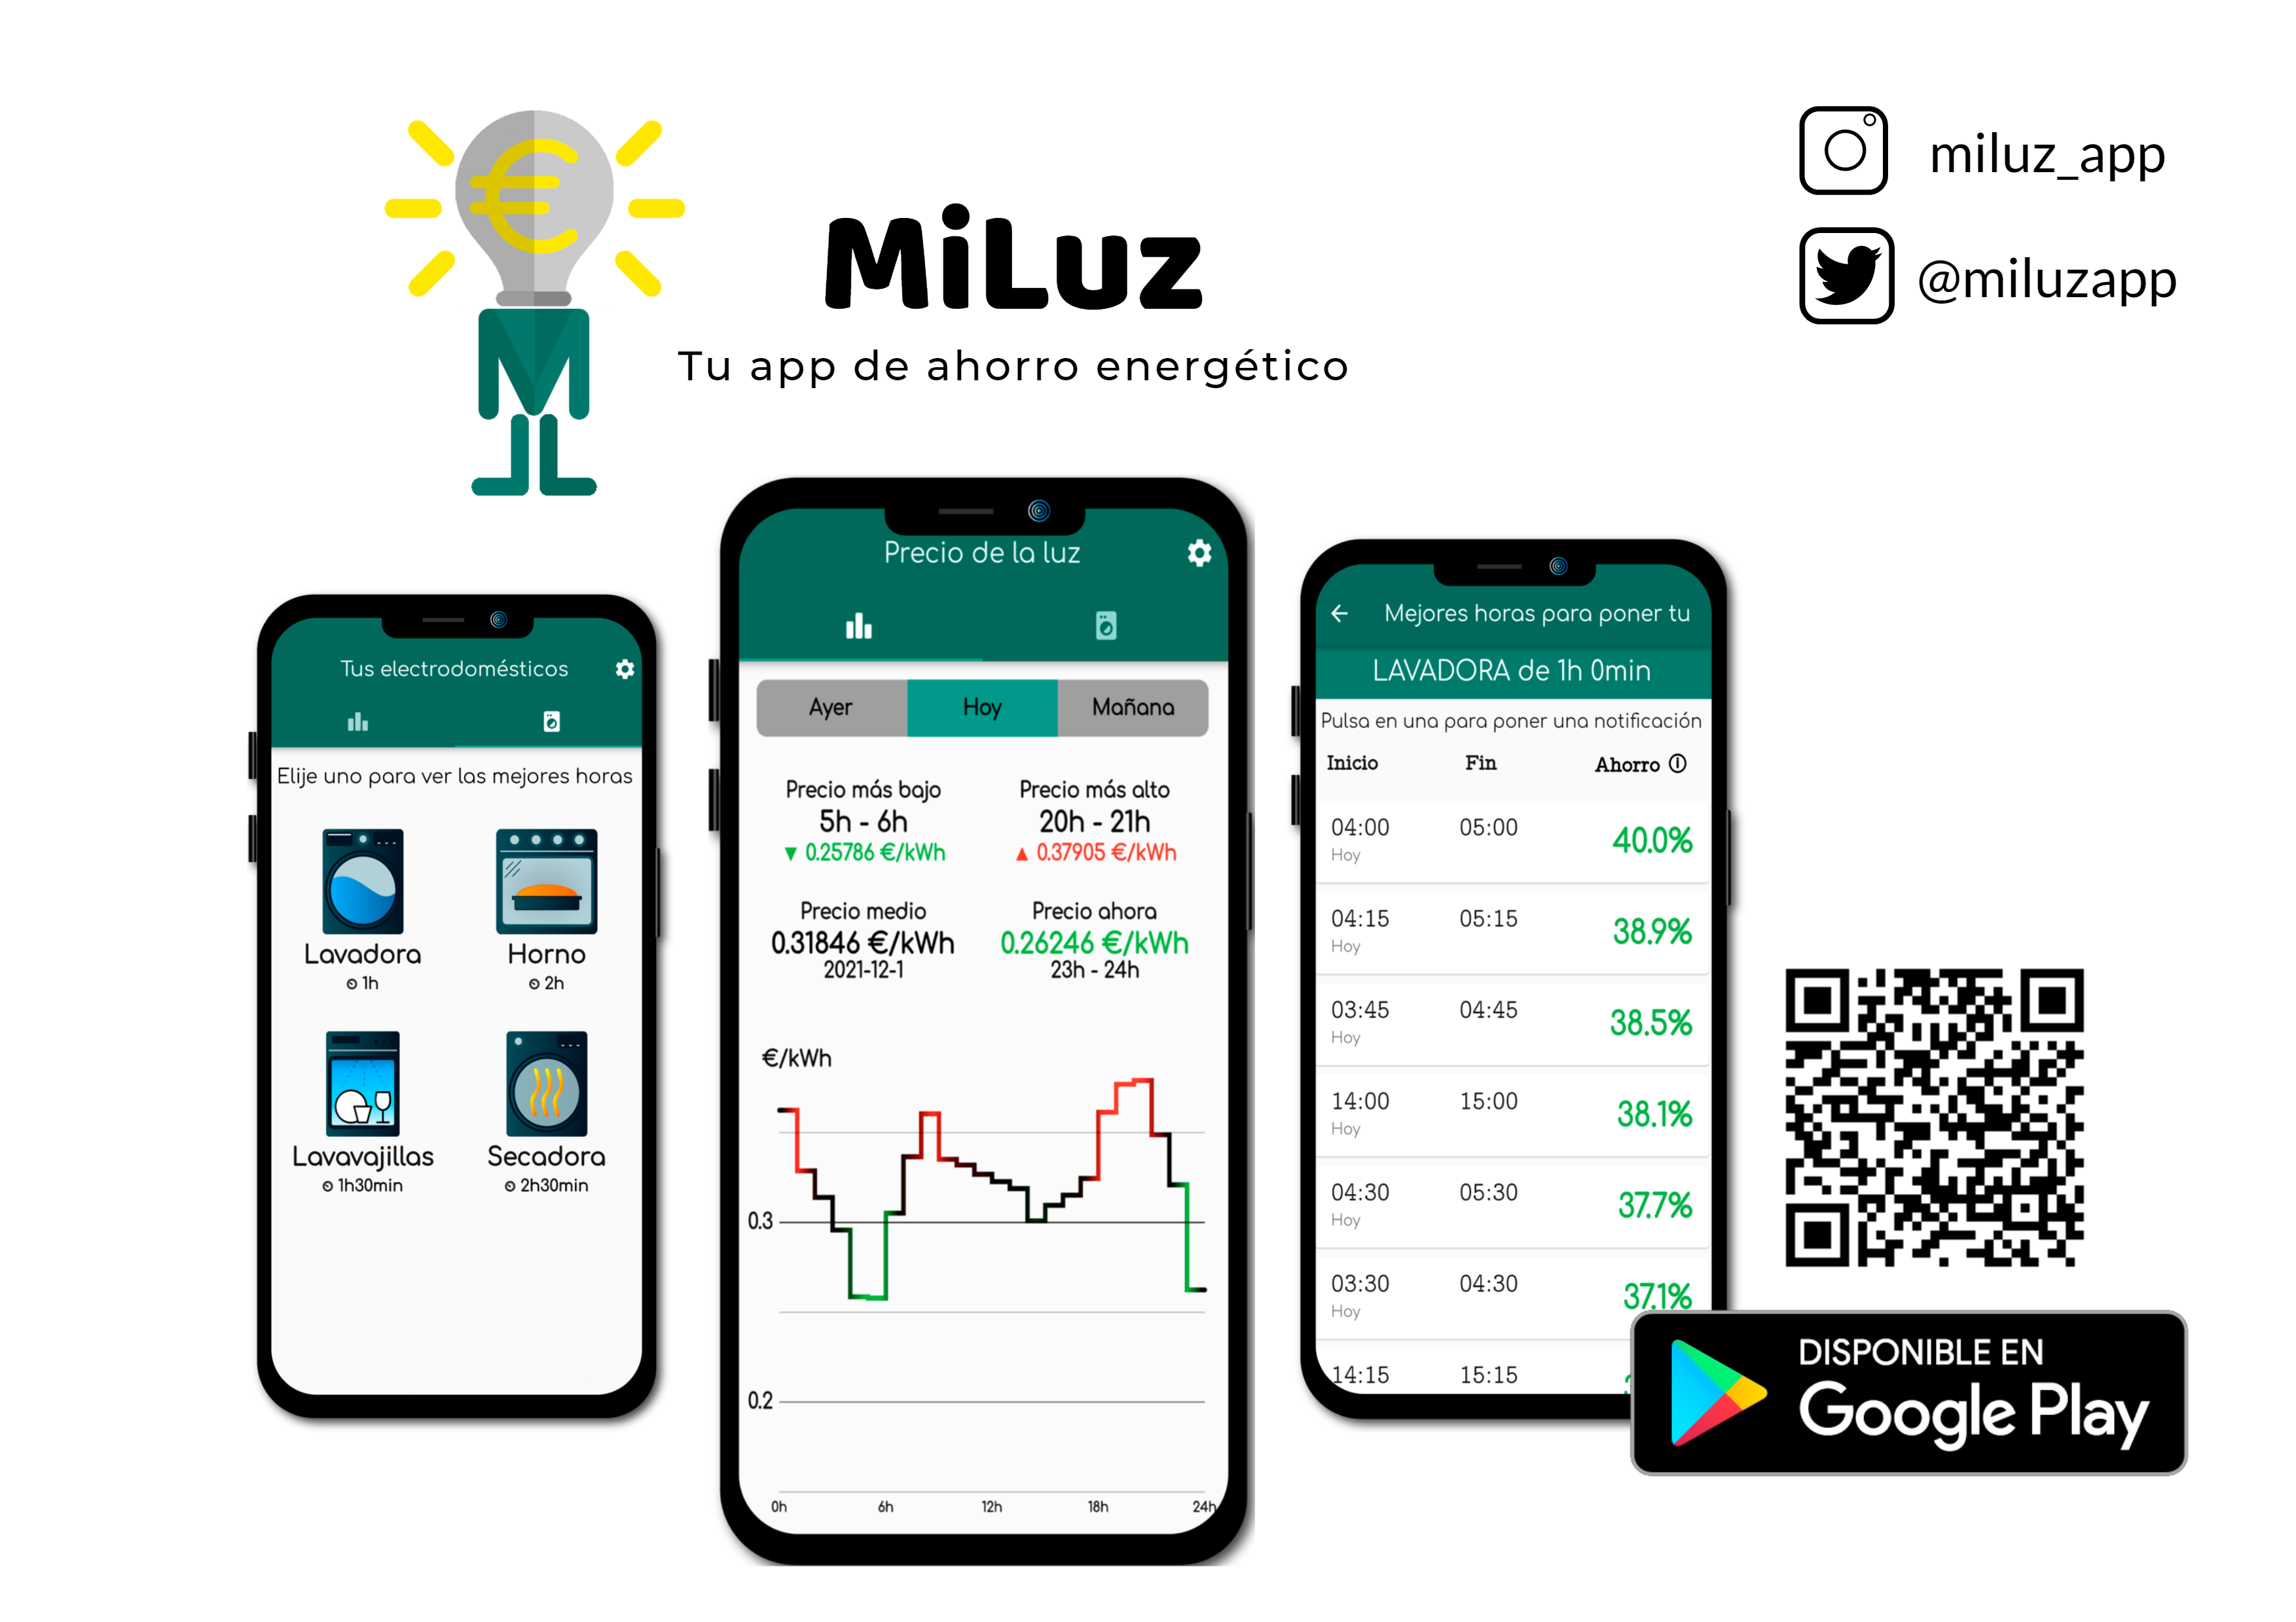 MiLuz
Tu app de ahorro energético
miluz_app
@miluzapp
Tus electrodomésticos
Elije uno para ver las mejores horas
Lavadora
1h
Horno
2h
Lavavajillas
1h30min
Secadora
2h30min
Precio de la luz
Ayer
Hoy
Mañana
Precio más bajo
5h - 6h
▼ 0.25786 €/kWh
Precio más alto
20h - 21h
▲ 0.37905 €/kWh
Precio medio
0.31846 €/kWh
2021-12-1
Precio ahora
0.26246 €/kWh
23h - 24h
€/kWh
0.3
0.2
0h 6h 12h 18h 24h
Mejores horas para poner tu
LAVADORA de 1h 0min
Pulsa en una para poner una notificación
Inicio Fin Ahorro
04:00 05:00 40.0%
Hoy
04:15 05:15 38.9%
Hoy
03:45 04:45 38.5%
Hoy
14:00 15:00 38.1%
Hoy
04:30 05:30 37.7%
Hoy
03:30 04:30 37.1%
Hoy
14:15 15:15
DISPONIBLE EN
Google Play